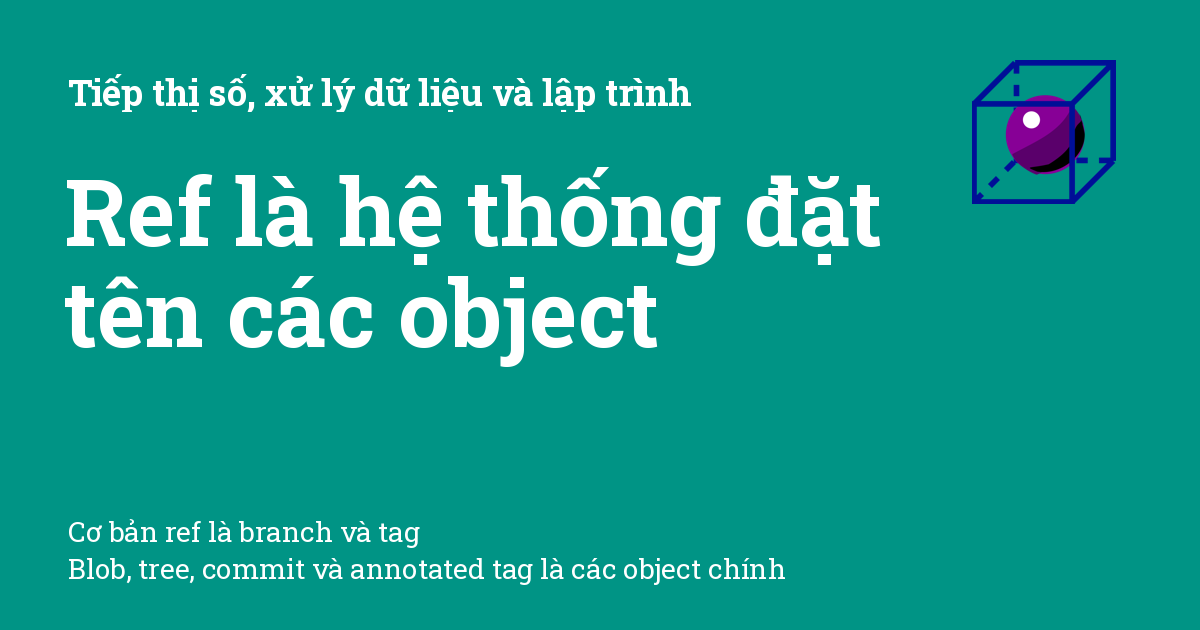 Tiếp thị số, xử lý dữ liệu và lập trình
Ref là hệ thống đặt
tên các object
Cơ bản ref là branch và tag
Blob, tree, commit và annotated tag là các object chính